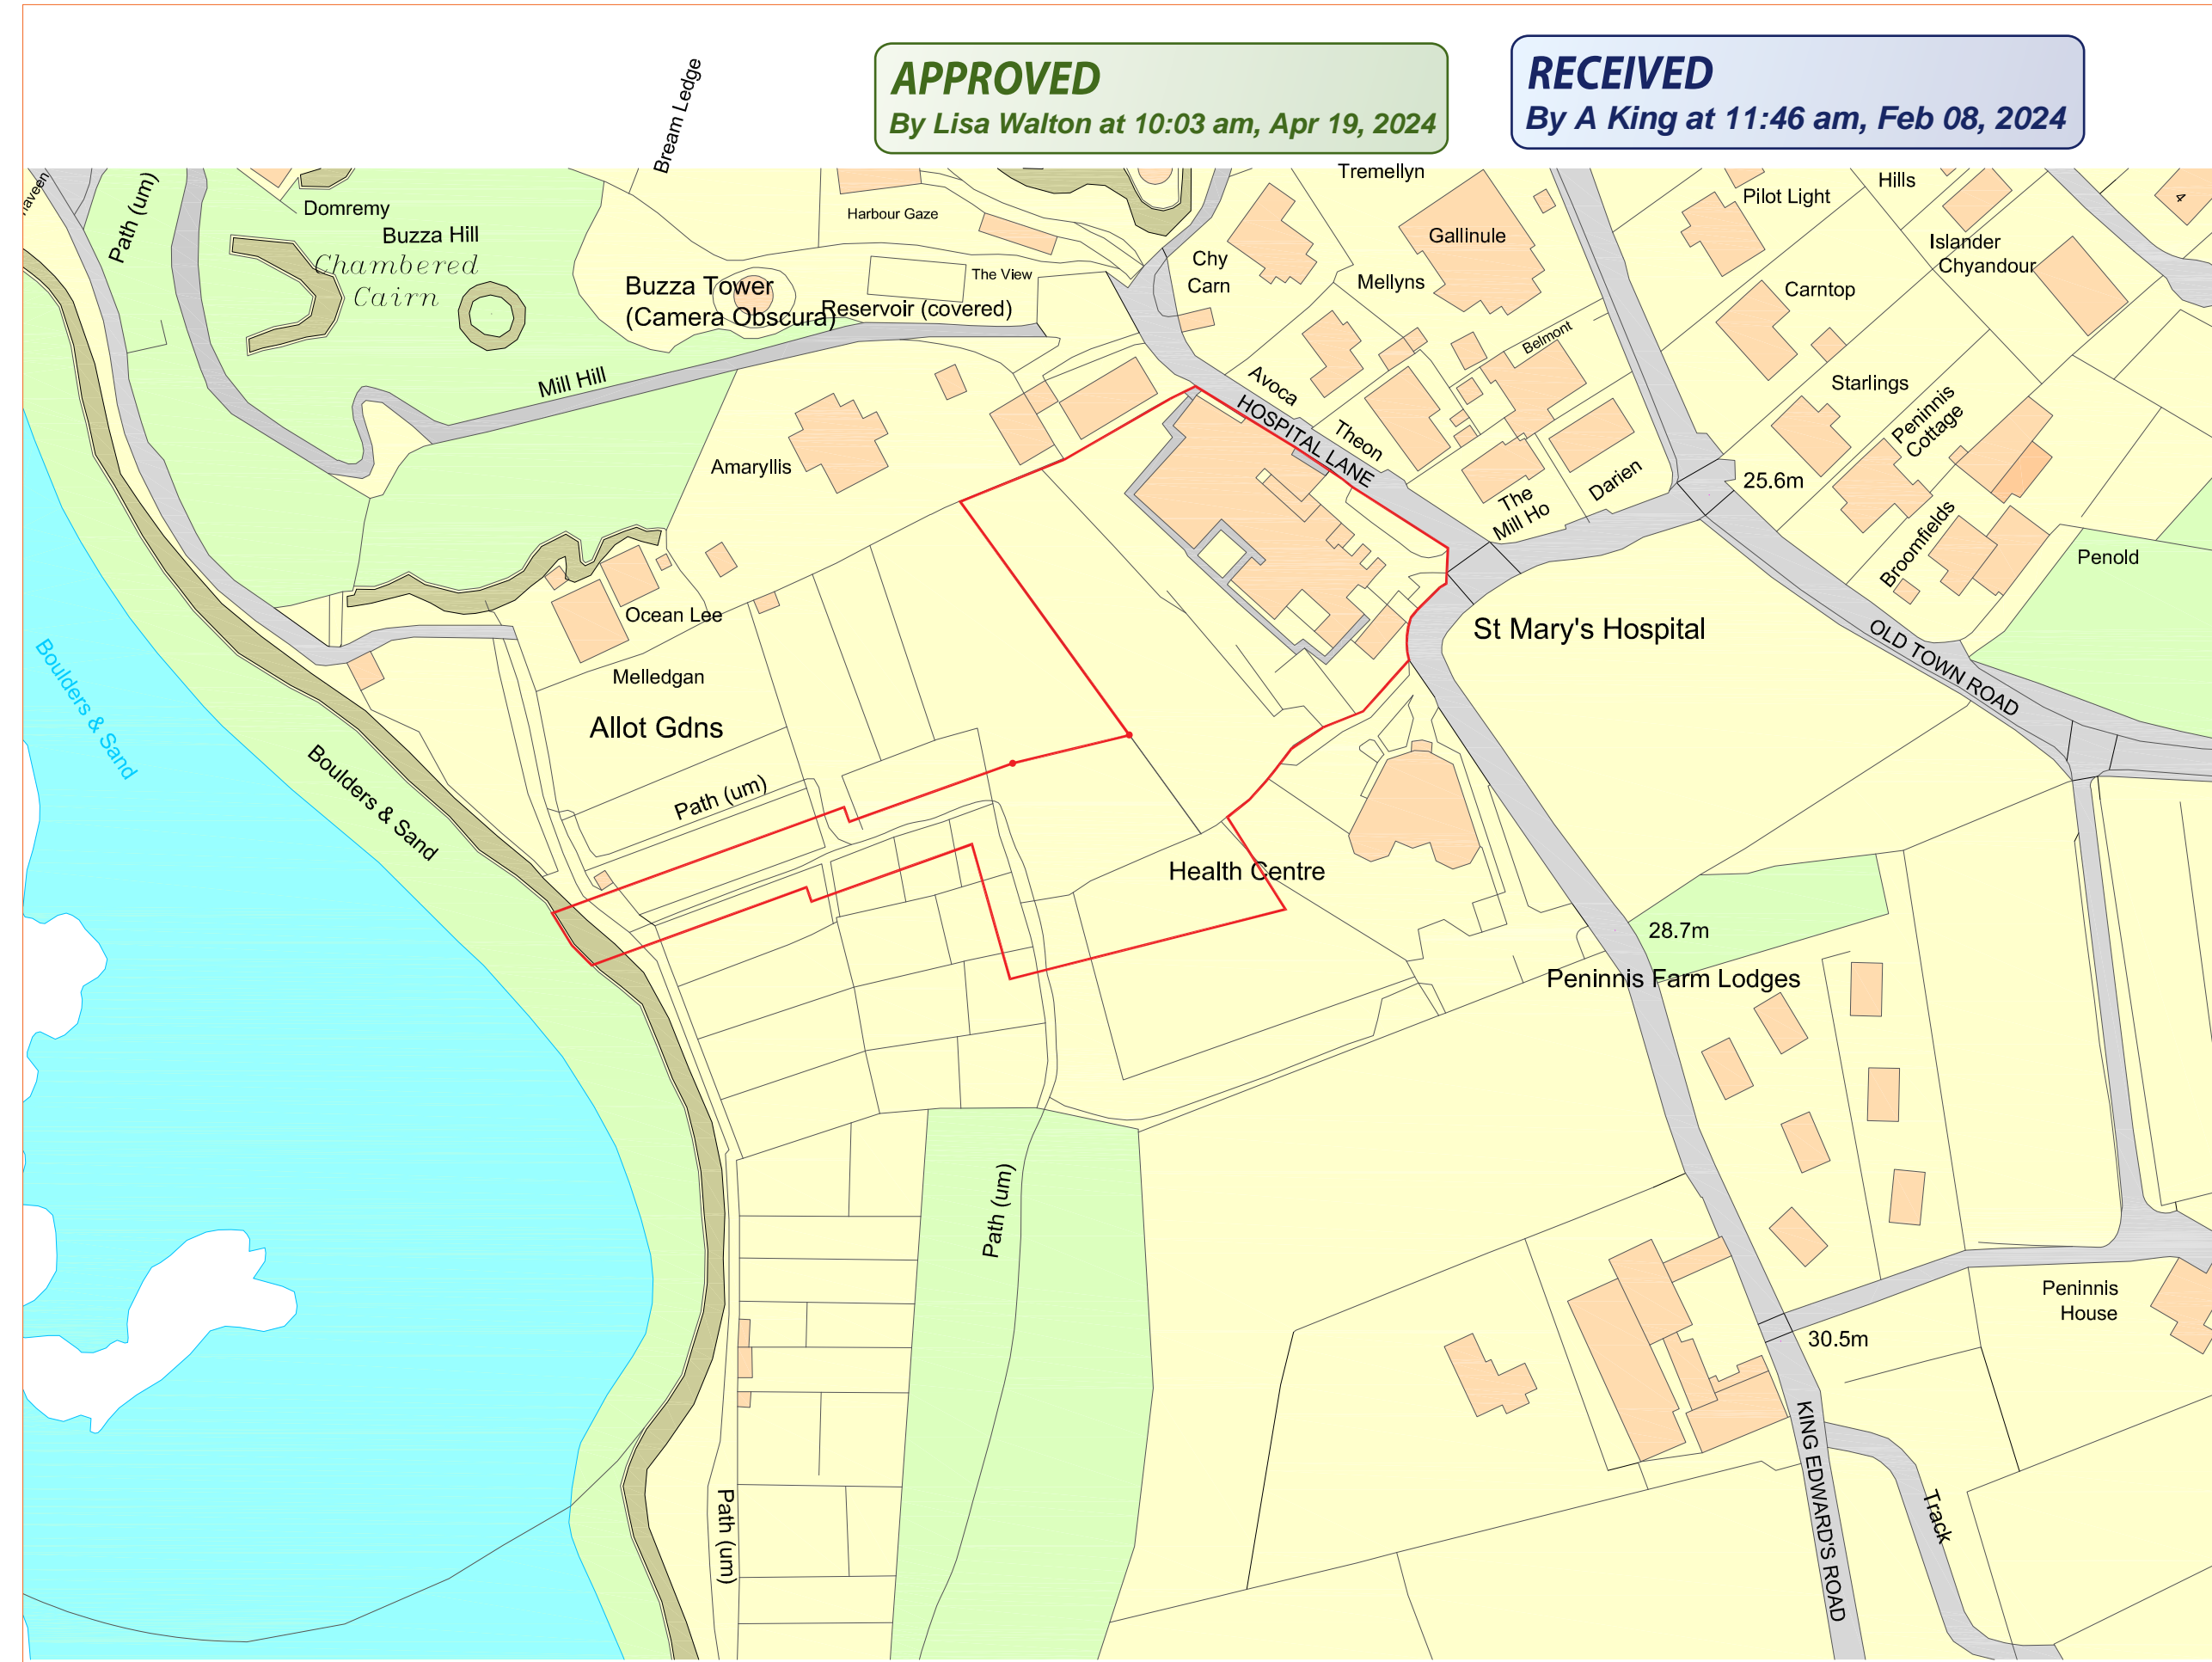 APPROVED
By Lisa Walton at 10:03 am, Apr 19, 2024
RECEIVED
By A King at 11:46 am, Feb 08, 2024
Bream Ledge
Path (um)
Domremy
Buzza Hill
Chambered
Cairn
Harbour Gaze
The View
Buzza Tower
(Camera Obscura)
Reservoir (covered)
Mill Hill
Tremellyn
Gallinule
Chy
Carn
Mellyns
Belmont
Avoca
Theon
HOSPITAL LANE
The
Mill Ho
Darien
Pilot Light
Hills
4
Islander
Chyandour
Carntop
Starlings
Peninnis
Cottage
25.6m
Broomfields
Penold
Amaryllis
Ocean Lee
Melledgan
Allot Gdns
Path (um)
Boulders & Sand
Boulders & Sand
St Mary's Hospital
OLD TOWN ROAD
Health Centre
28.7m
Peninnis Farm Lodges
Path (um)
Peninnis
House
30.5m
KING EDWARD'S ROAD
Track
Path (um)